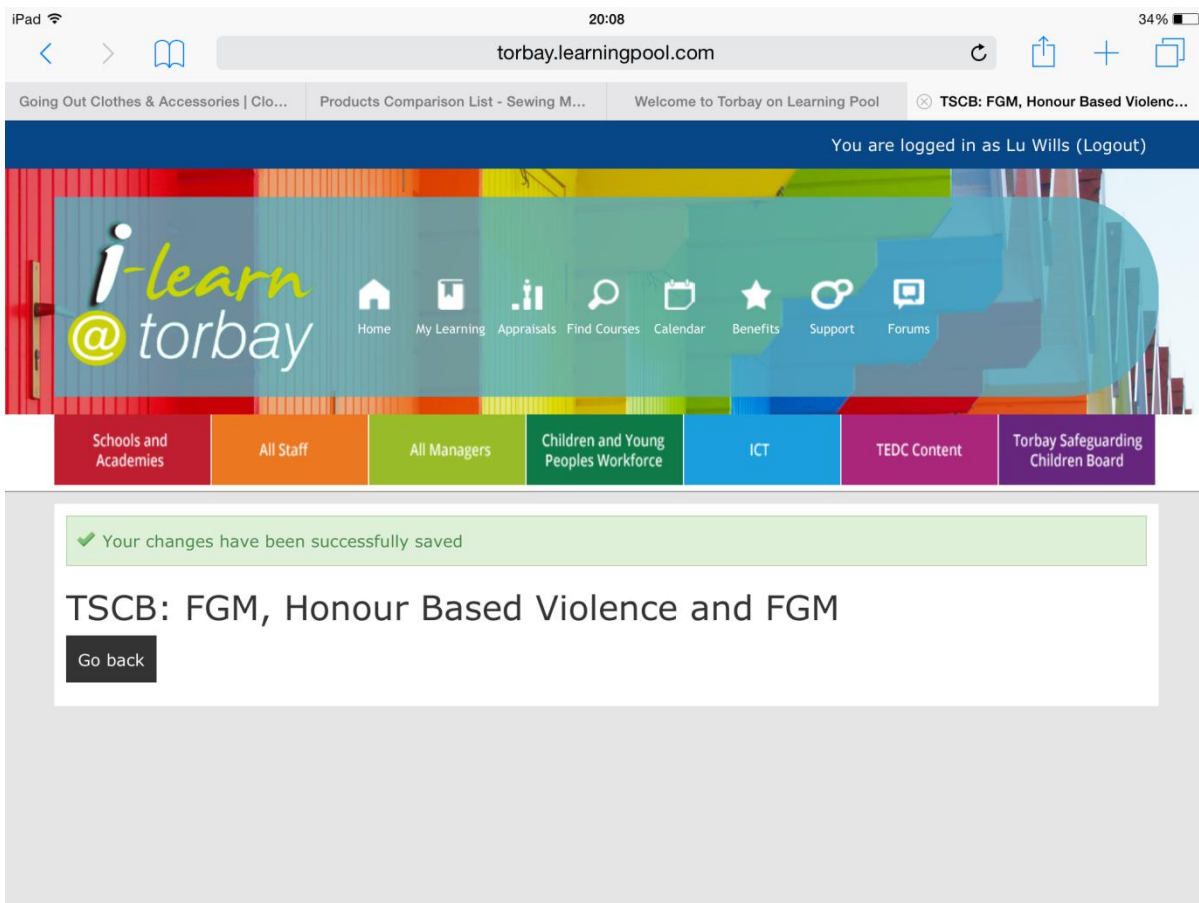 iPad 20:08 34%
torbay.learningpool.com
Going Out Clothes & Accessories | Clo... Products Comparison List - Sewing M... Welcome to Torbay on Learning Pool TSCB: FGM, Honour Based Violenc...
You are logged in as Lu Wills (Logout)
i-learn
@ torbay
Home My Learning Appraisals Find Courses Calendar Benefits Support Forums
Schools and
Academies
All Staff
All Managers
Children and Young
Peoples Workforce
ICT
TEDC Content
Torbay Safeguarding
Children Board
Your changes have been successfully saved
TSCB: FGM, Honour Based Violence and FGM
Go back